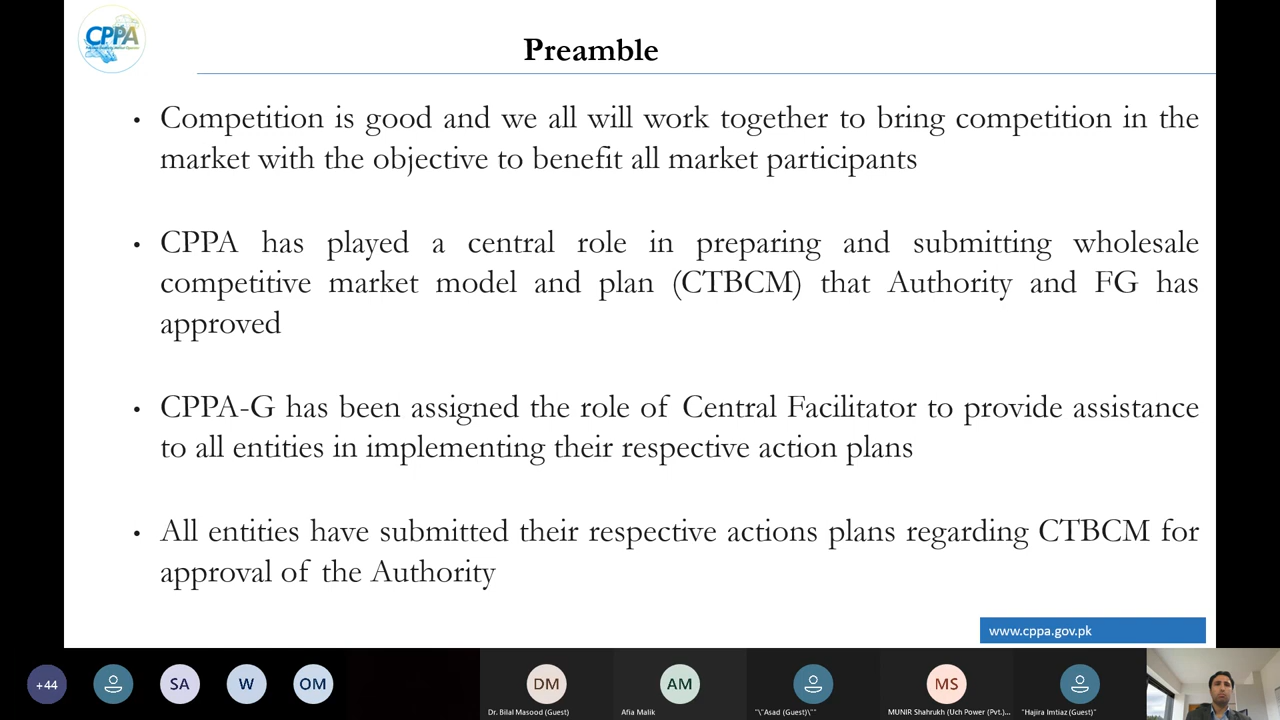 CPPA
Preamble
• Competition is good and we all will work together to bring competition in the
market with the objective to benefit all market participants
• CPPA has played a central role in preparing and submitting wholesale
competitive market model and plan (CTBCM) that Authority and FG has
approved
• CPPA-G has been assigned the role of Central Facilitator to provide assistance
to all entities in implementing their respective action plans
• All entities have submitted their respective actions plans regarding CTBCM for
approval of the Authority
www.cppa.gov.pk
+44
SA
W
OM
DM
AM
MS
Dr. Bilal Masood (Guest)
Afia Malik
"\"Asad (Guest)\""
MUNIR Shahrukh (Uch Power (Pvt.)...
"Hajira Imtiaz (Guest)"